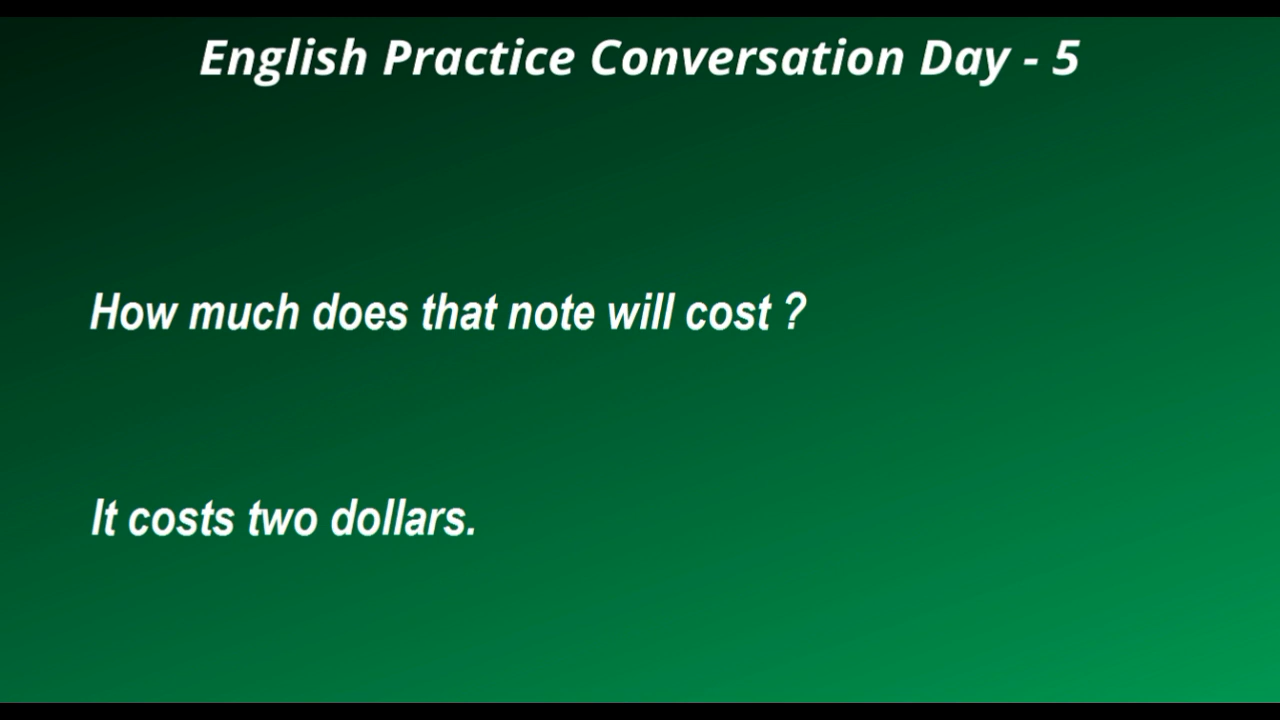 English Practice Conversation Day - 5
How much does that note will cost ?
It costs two dollars.